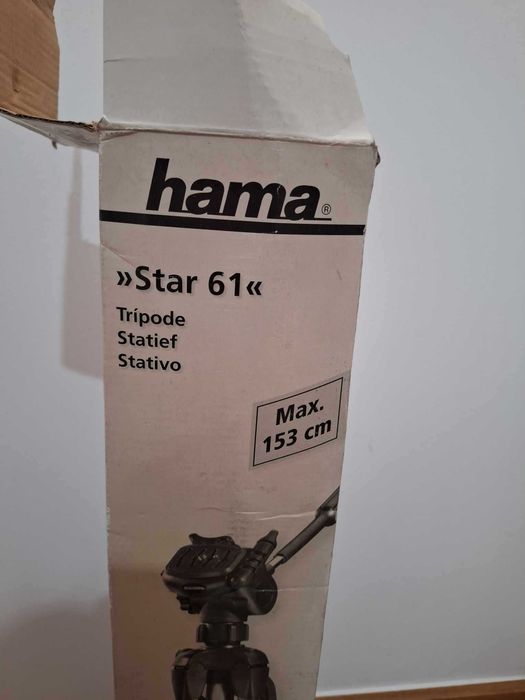 hama®
»Star 61«
Trípode
Statief
Stativo
Max.
153 cm